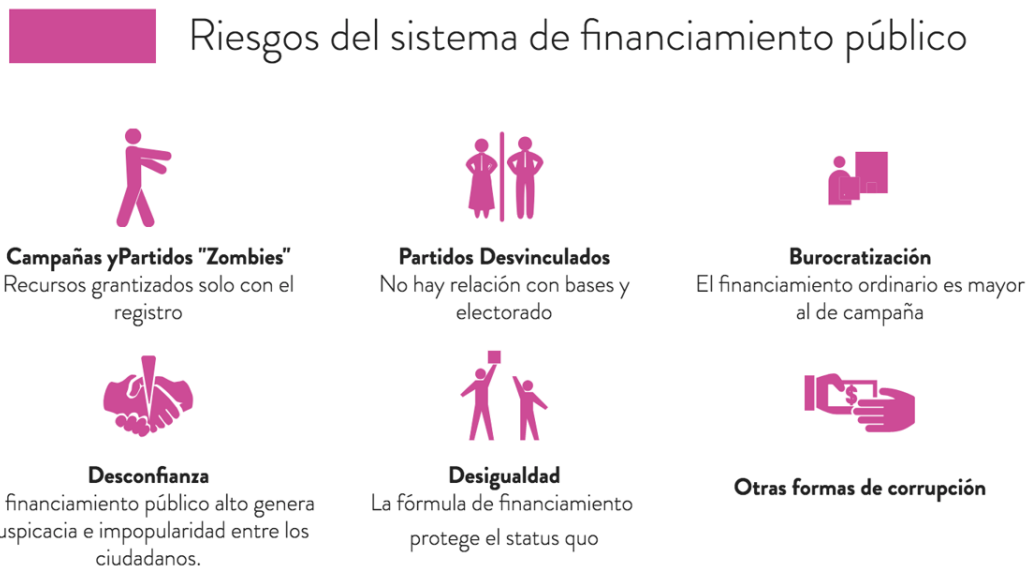 Riesgos del sistema de financiamiento público
Campañas yPartidos "Zombies"
Recursos grantizados solo con el
registro
Partidos Desvinculados
No hay relación con bases y
electorado
Burocratización
El financiamiento ordinario es mayor
al de campaña
Desconfianza
financiamiento público alto genera
uspicacia e impopularidad entre los
ciudadanos.
Desigualdad
La fórmula de financiamiento
protege el status quo
$
Otras formas de corrupción